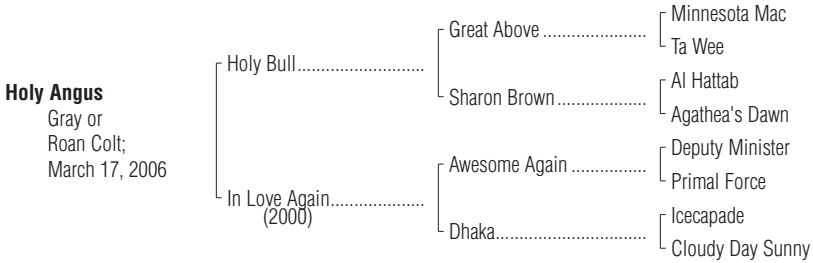 Holy Angus
Gray or
Roan Colt;
March 17, 2006
Holy Bull..........................
In Love Again....................
(2000)
Great Above .....................
Sharon Brown ..................
Awesome Again ................
Dhaka...............................
Minnesota Mac
Ta Wee
Al Hattab
Agathea's Dawn
Deputy Minister
Primal Force
Icecapade
Cloudy Day Sunny